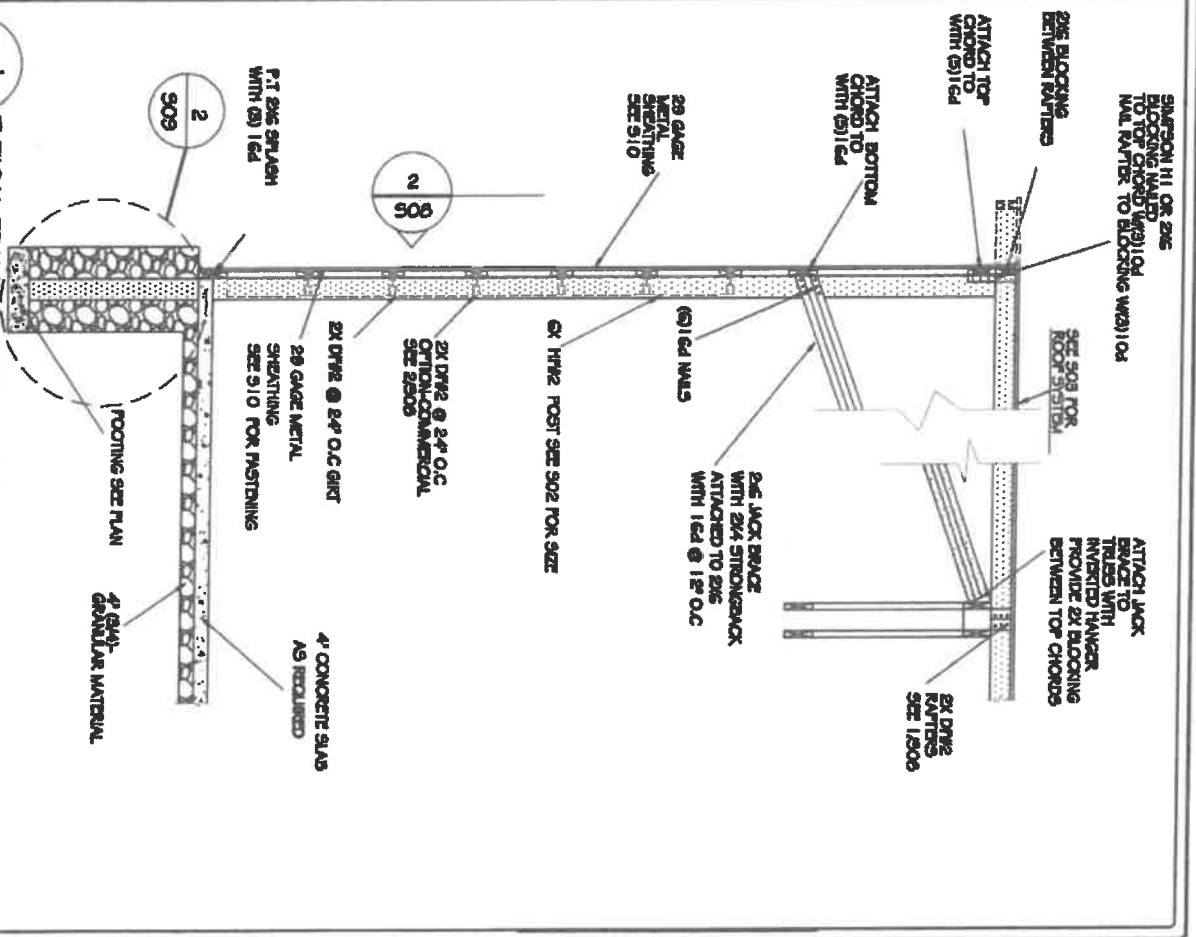 SIMPSON H1 OR 2X6
BLOCKING NAILED
TO TOP CHORD W/(3)10d
NAIL RAFTER TO BLOCKING W/(3)10d
2X6 BLOCKING
BETWEEN RAFTERS
ATTACH TOP
CHORD TO
WITH (5)16d
ATTACH BOTTOM
CHORD TO
WITH (5)16d
29 GAGE
METAL
SHEATHING
SEE S10
2
S08
P.T 2X6 SPLASH
WITH (5) 16d
2
S09
SEE S03 FOR
ROOF SYSTEM
ATTACH JACK
BRACE TO
TRUSS WITH
INVERTED HANGER
PROVIDE 2X BLOCKING
BETWEEN TOP CHORDS
2X DF#2
RAFTERS
SEE 1/S08
2X6 JACK BRACE
WITH 2X4 STRONGBACK
ATTACHED TO 2X6
WITH 16d @ 12" O.C
(6)16d NAILS
6X HF#2 POST SEE S02 FOR SIZE
2X DF#2 @ 24" O.C
OPTION-COMMERCIAL
SEE 2/S08
2X DF#2 @ 24" O.C GIRT
29 GAGE METAL
SHEATHING
SEE S10 FOR FASTENING
FOOTING SEE PLAN
4" CONCRETE SLAB
AS REQUIRED
GRANULAR MATERIAL